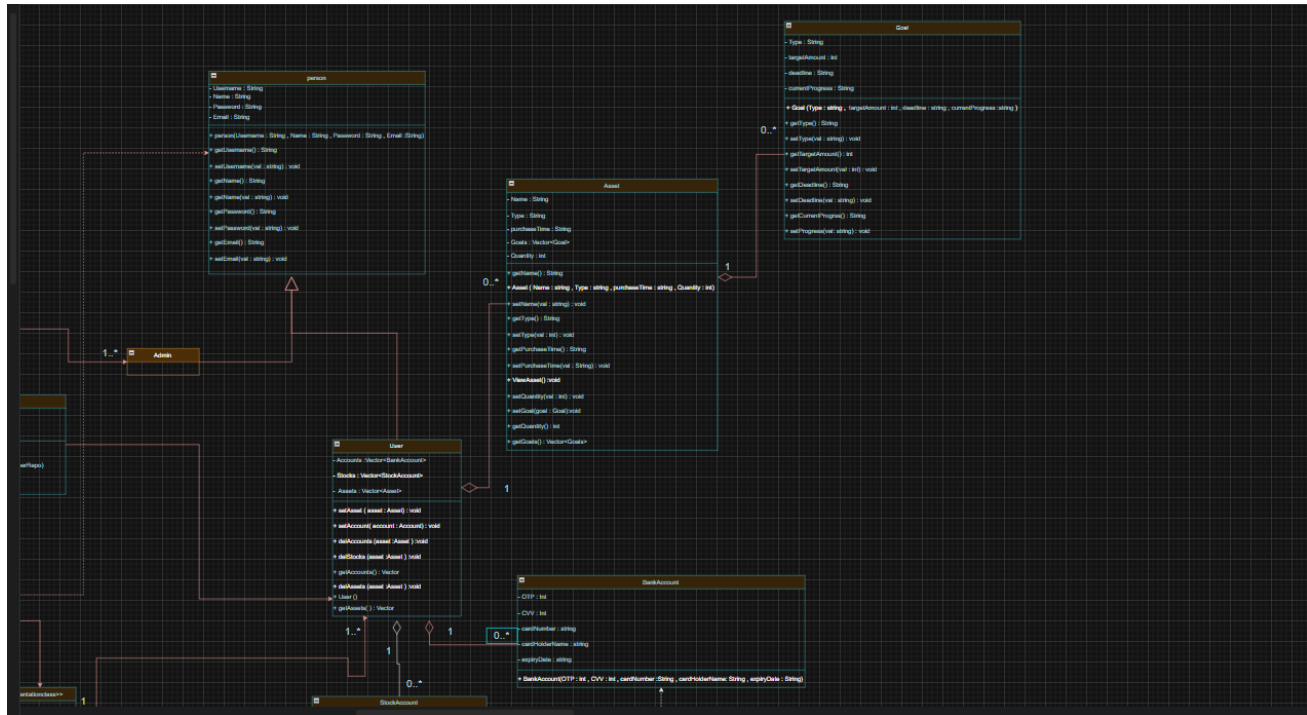 Goal
- Type : String
- targetAmount : int
- deadline : String
- currentProgress : String
+ Goal (Type : string , targetAmount : int , deadline : string , currentProgress :string )
+ getType() : String
+ setType(val : string) : void
+ getTargetAmount() : int
+ setTargetAmount(val : int) : void
+ getDeadline() : String
+ setDeadline(val : string) : void
+ getCurrentProgres() : String
+ setProgress(val: string) : void
0..*
1
person
- Username : String
- Name : String
- Password : String
- Email : String
+ person(Username : String , Name : String , Password : String , Email :String)
+ getUsername() : String
+ setUsername(val : string) : void
+ getName() : String
+ getName(val : string) : void
+ getPassword() : String
+ setPassword(val : string) : void
+ getEmail() : String
+ setEmail(val : string) : void
Asset
- Name : String
- Type : String
- purchaseTime : String
- Goals : Vector<Goal>
- Quantity : int
+ getName() : String
+ Asset ( Name : string , Type : string , purchaseTime : string , Quantity : int)
+ setName(val : string) : void
+ getType() : String
+ setType(val : int) : void
+ getPurchaseTime() : String
+ setPurchaseTime(val : String) : void
+ ViewAsset() :void
+ setQuantity(val : int) : void
+ setGoal(goal : Goal):void
+ getQuantity() : int
+ getGoals() : Vector<Goals>
0..*
1..*
Admin
User
- Accounts :Vector<BankAccount>
- Stocks : Vector<StockAccount>
- Assets : Vector<Asset>
+ setAsset ( asset : Asset) : void
+ setAccount( account : Account) : void
+ delAccounts (asset :Asset ) :void
+ delStocks (asset :Asset ) :void
+ getAccounts() : Vector
+ delAssets (asset :Asset ) :void
+ User ()
+ getAssets( ) : Vector
1
erRepo)
BankAccount
- OTP : int
- CVV : int
- cardNumber : string
- cardHolderName : string
- expiryDate : string
+ BankAccount(OTP : int , CVV : int , cardNumber :String , cardHolderName: String , expiryDate : String)
1..*
1
0..*
1
0..*
StockAccount
entationclass>>
1